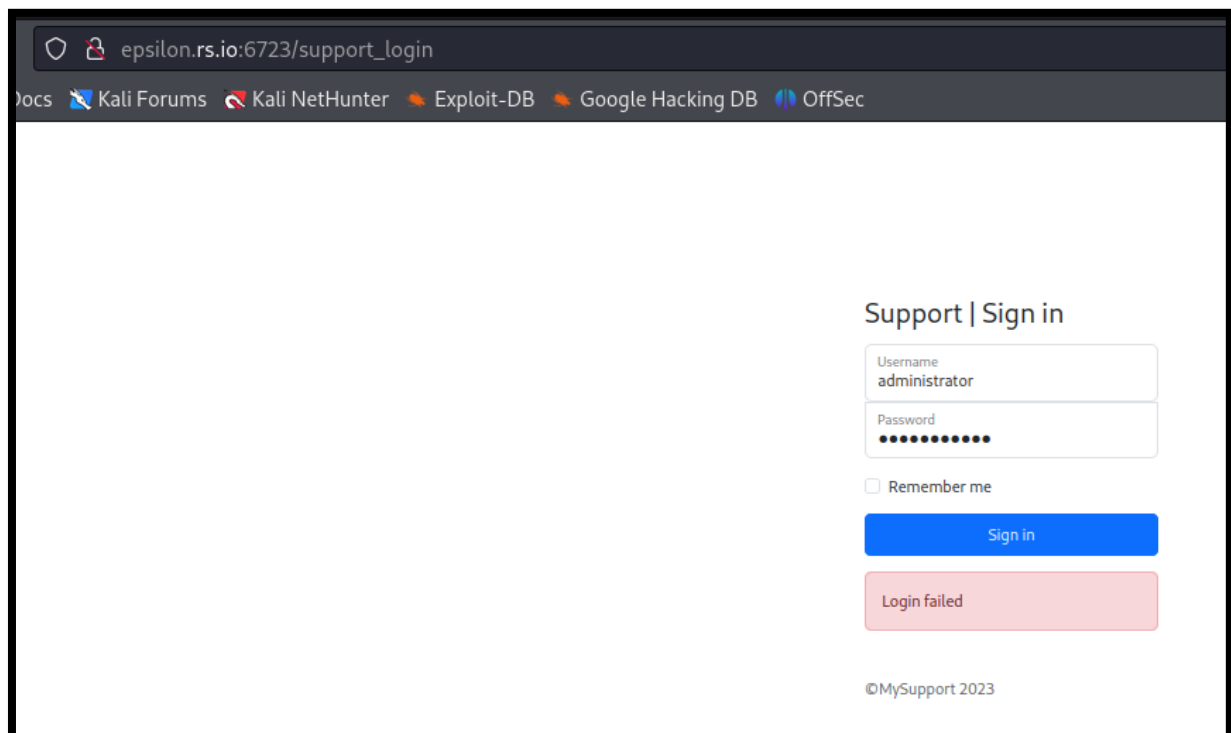 epsilon.rs.io:6723/support_login
Docs Kali Forums Kali NetHunter Exploit-DB Google Hacking DB OffSec
Support | Sign in
Username
administrator
Password
Remember me
Sign in
Login failed
©MySupport 2023